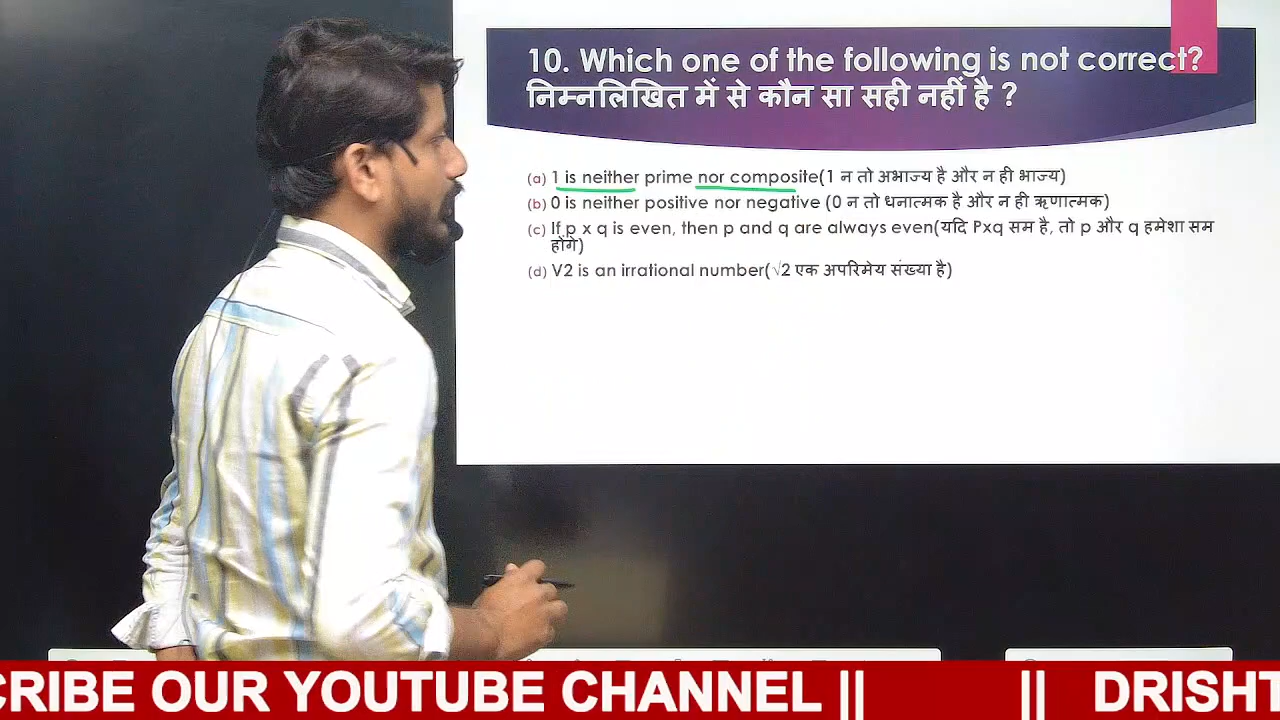 10. Which one of the following is not correct?
निम्नलिखित में से कौन सा सही नहीं है ?
(a) 1 is neither prime nor composite(1 न तो अभाज्य है और न ही भाज्य)
(b) 0 is neither positive nor negative (0 न तो धनात्मक है और न ही ऋणात्मक)
(c) If p x q is even, then p and q are always even(यदि Pxq सम है, तो p और q हमेशा सम
होंगे)
(d) V2 is an irrational number(√2 एक अपरिमेय संख्या है)
CRIBE OUR YOUTUBE CHANNEL || || DRISHT